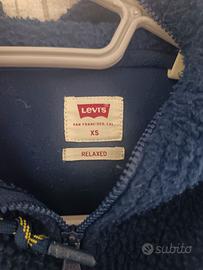 Levi's
SAN FRANCISCO, CAL.
XS
RELAXED
subito